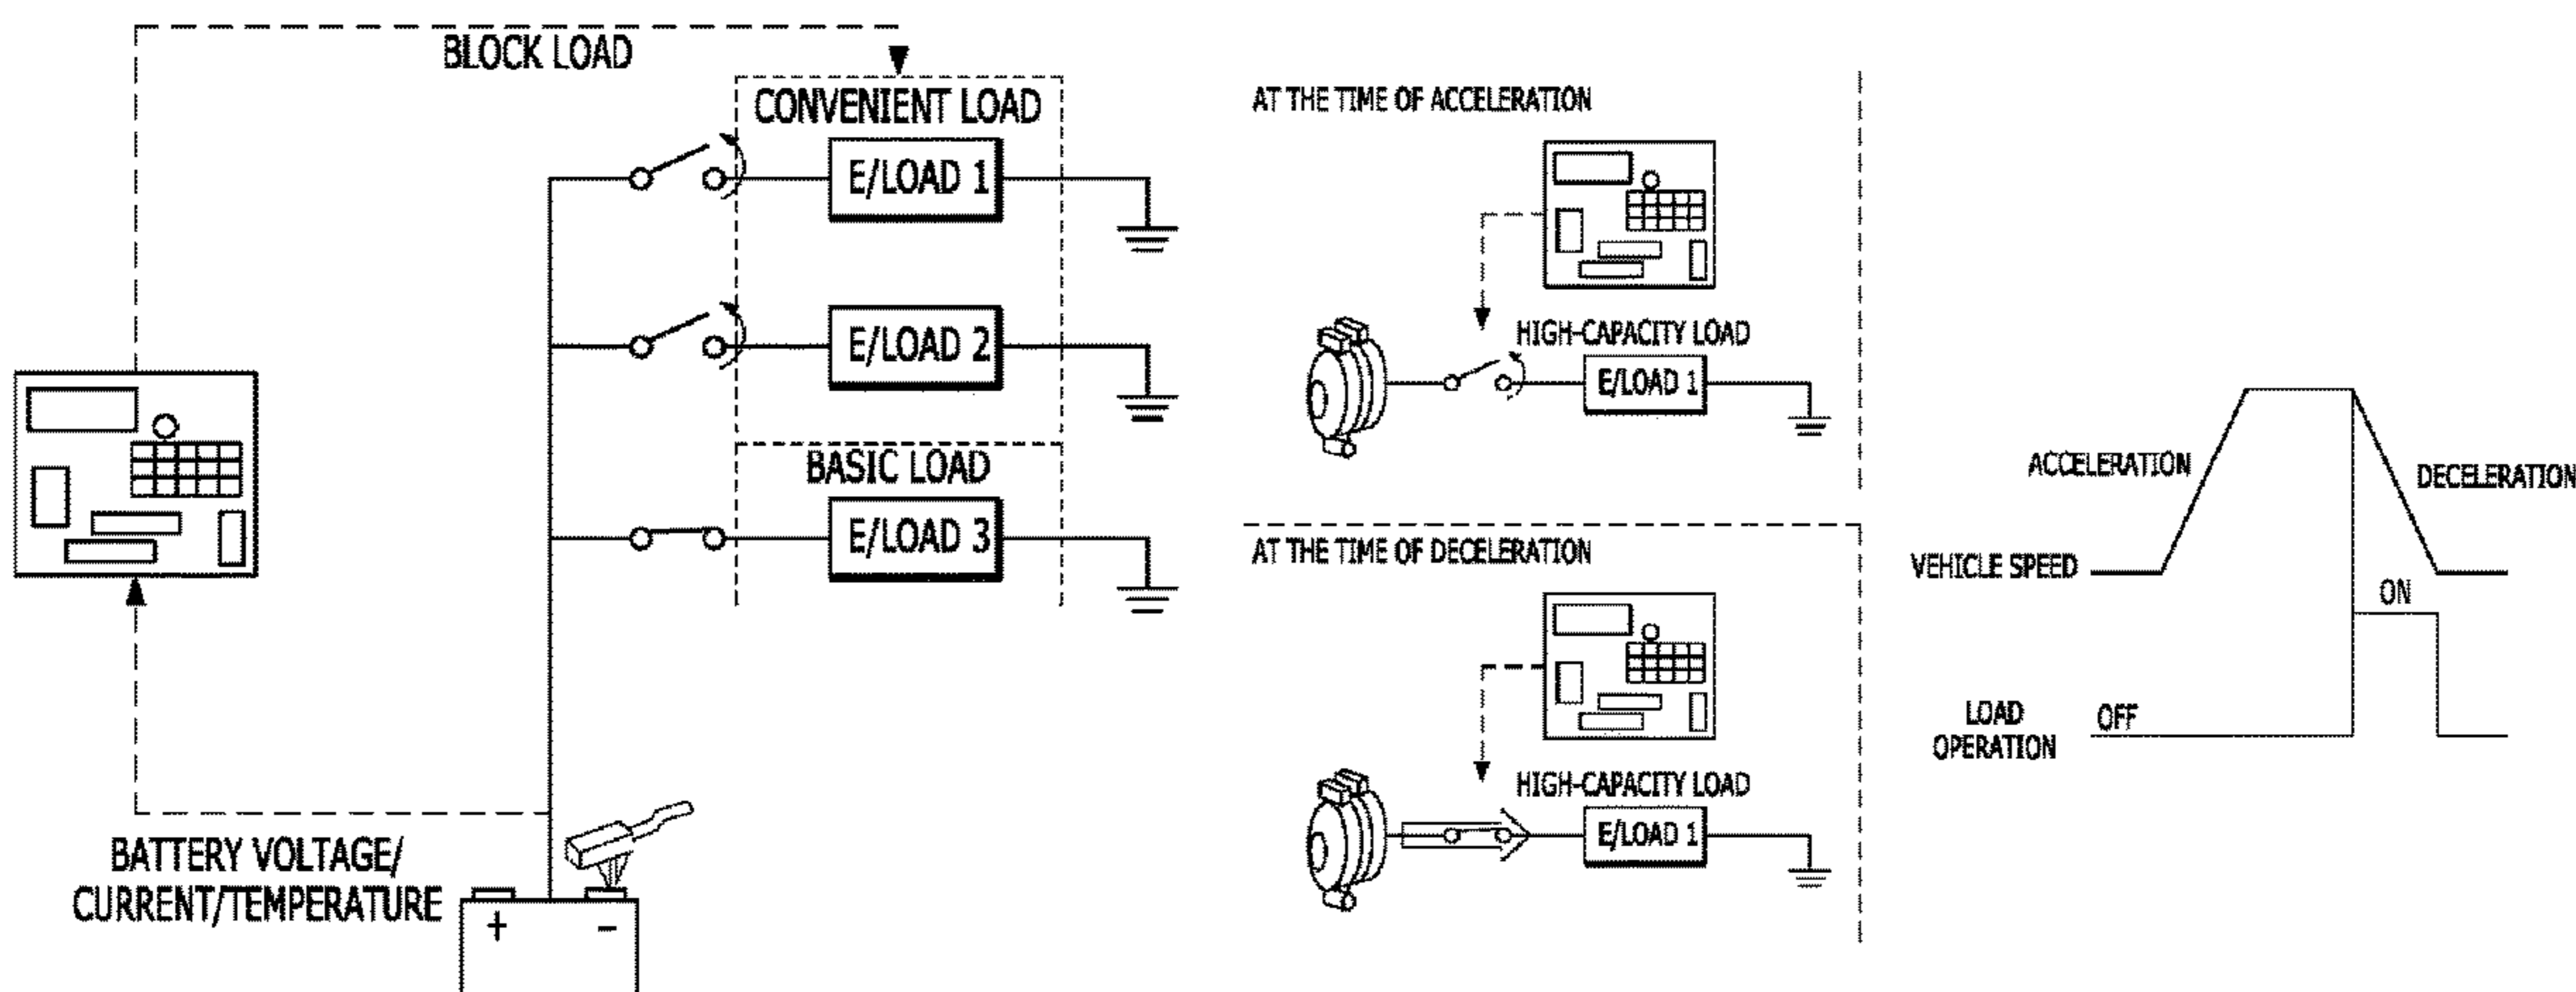 BLOCK LOAD
CONVENIENT LOAD
E/LOAD 1
E/LOAD 2
BASIC LOAD
E/LOAD 3
BATTERY VOLTAGE/
CURRENT/TEMPERATURE
+ −
AT THE TIME OF ACCELERATION
HIGH-CAPACITY LOAD
E/LOAD 1
AT THE TIME OF DECELERATION
HIGH-CAPACITY LOAD
E/LOAD 1
ACCELERATION
DECELERATION
VEHICLE SPEED
ON
OFF
LOAD
OPERATION